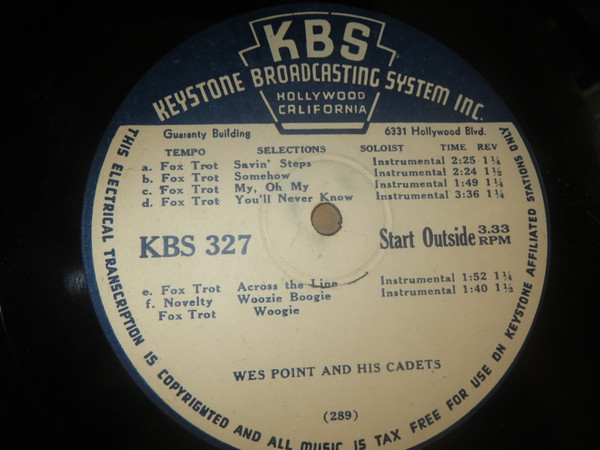 KBS
KEYSTONE BROADCASTING SYSTEM INC.
HOLLYWOOD
CALIFORNIA
Guaranty Building 6331 Hollywood Blvd.
TEMPO SELECTIONS SOLOIST TIME REV
a. Fox Trot Savin' Steps Instrumental 2:25 1¼
b. Fox Trot Somehow Instrumental 2:24 1½
c. Fox Trot My, Oh My Instrumental 1:49 1¼
d. Fox Trot You'll Never Know Instrumental 3:36 1¼
KBS 327 Start Outside 3.33 RPM
e. Fox Trot Across the Line Instrumental 1:52 1¼
f. Novelty Woozie Boogie Instrumental 1:40 1½
Fox Trot Woogie
WES POINT AND HIS CADETS
(289)
THIS ELECTRICAL TRANSCRIPTION IS COPYRIGHTED AND ALL MUSIC IS TAX FREE FOR USE ON KEYSTONE AFFILIATED STATIONS ONLY